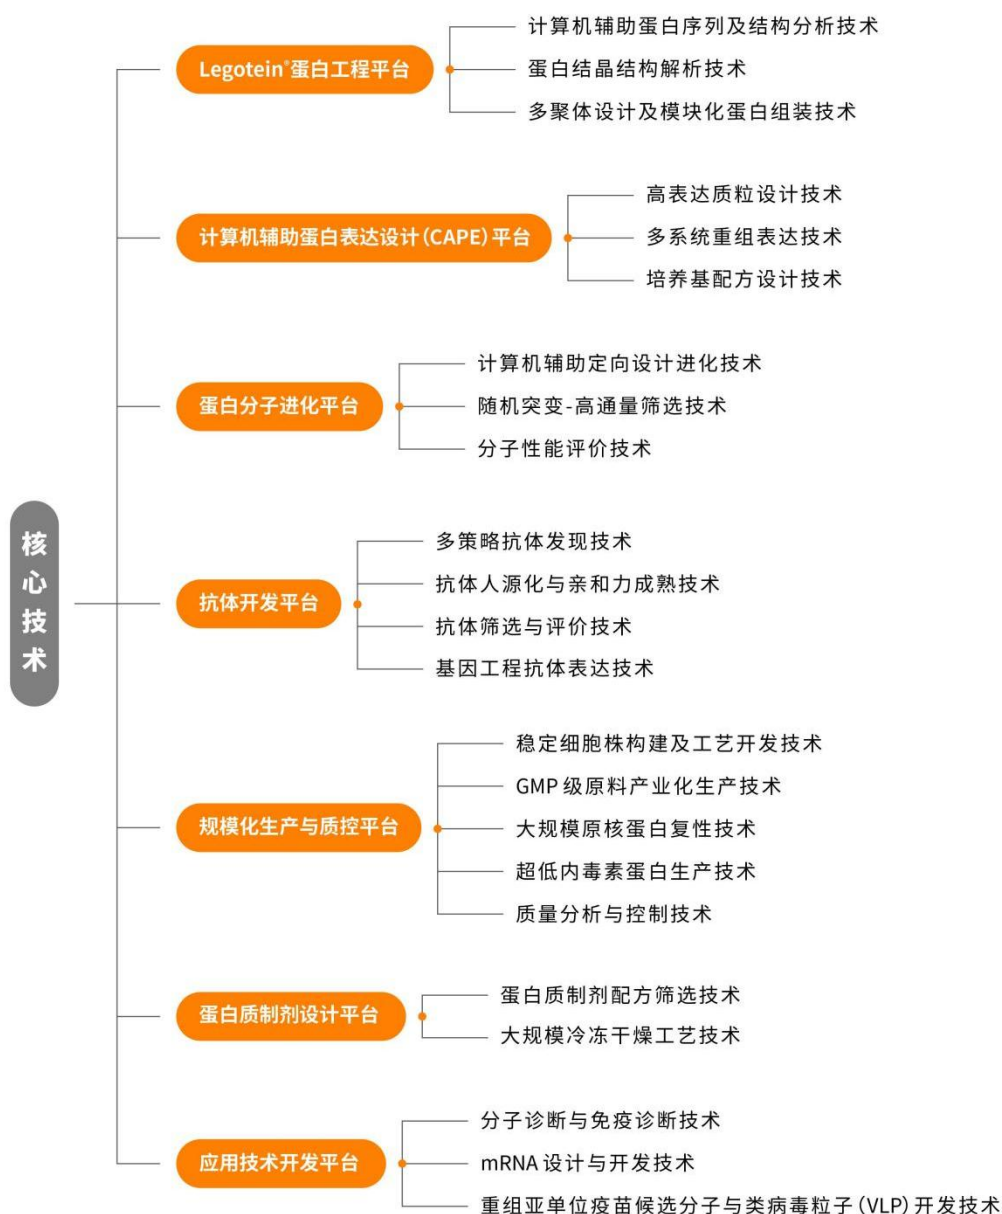 核心技术
Legotein®蛋白工程平台
计算机辅助蛋白序列及结构分析技术
蛋白结晶结构解析技术
多聚体设计及模块化蛋白组装技术
计算机辅助蛋白表达设计(CAPE)平台
高表达质粒设计技术
多系统重组表达技术
培养基配方设计技术
蛋白分子进化平台
计算机辅助定向设计进化技术
随机突变-高通量筛选技术
分子性能评价技术
抗体开发平台
多策略抗体发现技术
抗体人源化与亲和力成熟技术
抗体筛选与评价技术
基因工程抗体表达技术
规模化生产与质控平台
稳定细胞株构建及工艺开发技术
GMP级原料产业化生产技术
大规模原核蛋白复性技术
超低内毒素蛋白生产技术
质量分析与控制技术
蛋白质制剂设计平台
蛋白质制剂配方筛选技术
大规模冷冻干燥工艺技术
应用技术开发平台
分子诊断与免疫诊断技术
mRNA设计与开发技术
重组亚单位疫苗候选分子与类病毒粒子(VLP)开发技术